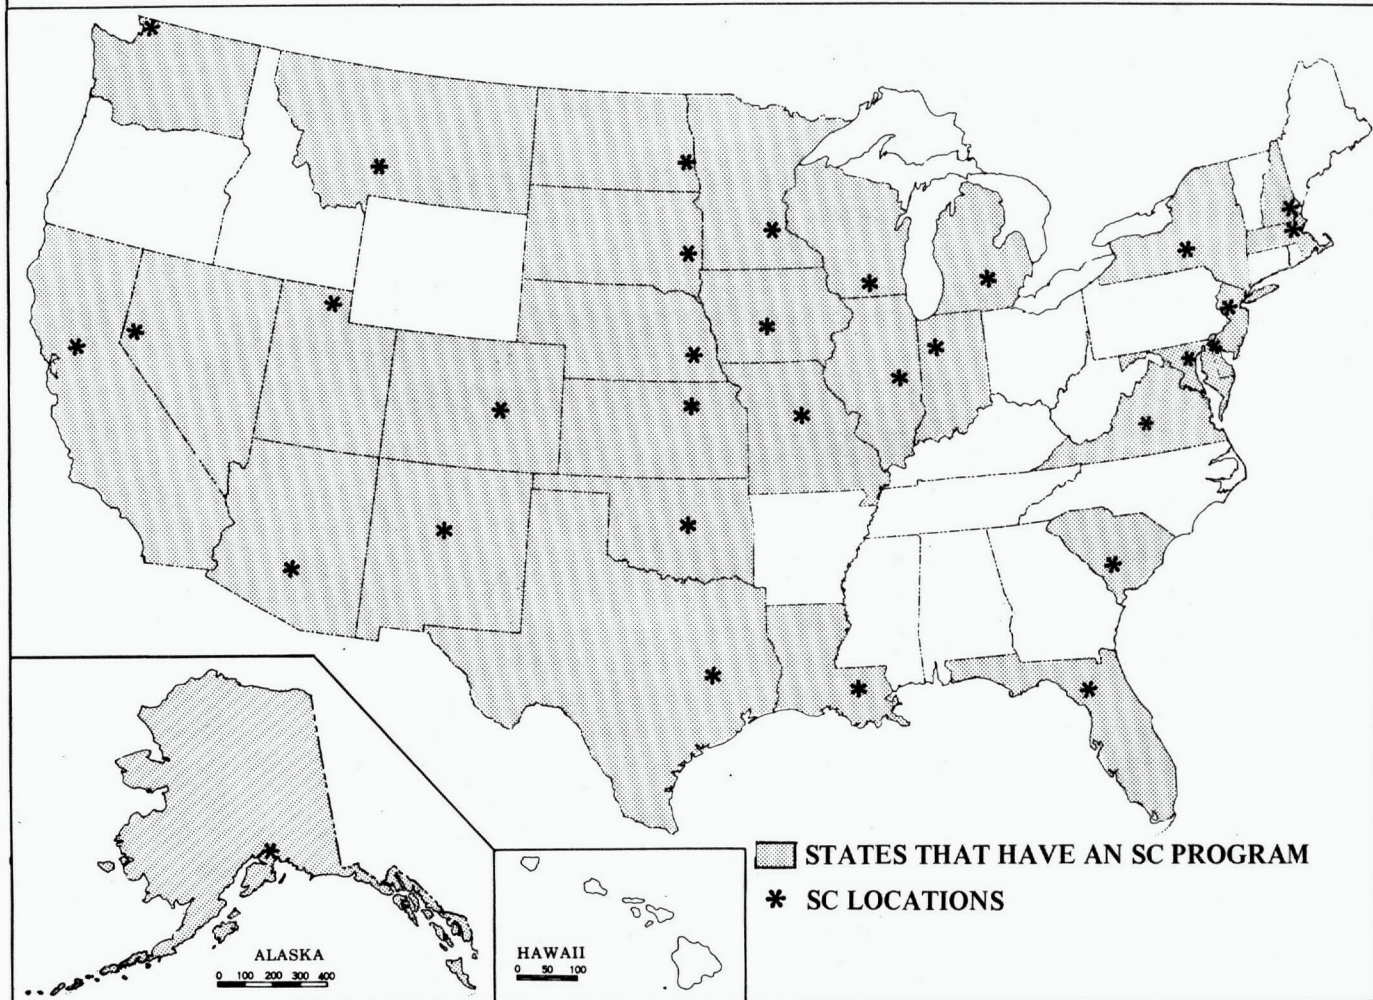 STATES THAT HAVE AN SC PROGRAM
* SC LOCATIONS
ALASKA
0 100 200 300 400
HAWAII
0 50 100